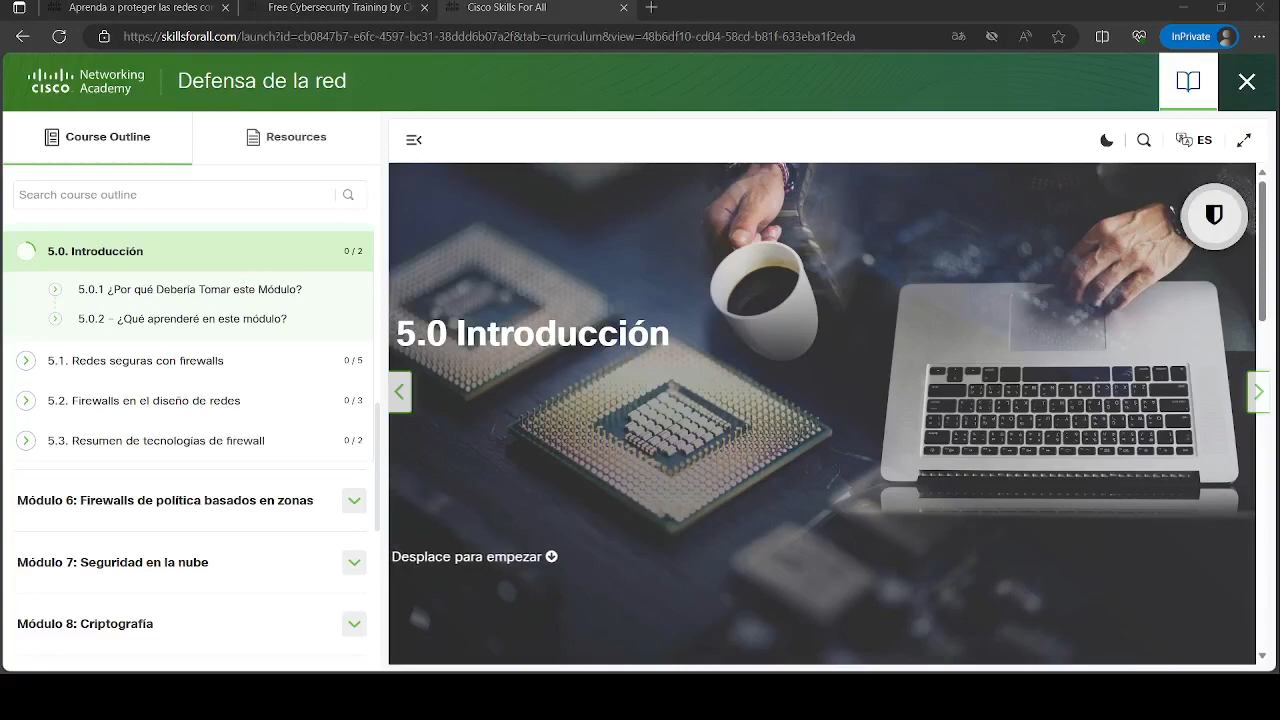 Aprenda a proteger las redes cor
Free Cybersecurity Training by C
Cisco Skills For All
https://skillsforall.com/launch?id=cb0847b7-e6fc-4597-bc31-38ddd6b07a2f&tab=curriculum&view=48b6df10-cd04-58cd-b81f-633eba1f2eda
InPrivate
CISCO Networking Academy
Defensa de la red
Course Outline
Resources
ES
Search course outline
5.0. Introducción 0 / 2
5.0.1 ¿Por qué Debería Tomar este Módulo?
5.0.2 – ¿Qué aprenderé en este módulo?
5.1. Redes seguras con firewalls 0 / 5
5.2. Firewalls en el diseño de redes 0 / 3
5.3. Resumen de tecnologías de firewall 0 / 2
Módulo 6: Firewalls de política basados en zonas
Módulo 7: Seguridad en la nube
Módulo 8: Criptografía
5.0 Introducción
Desplace para empezar